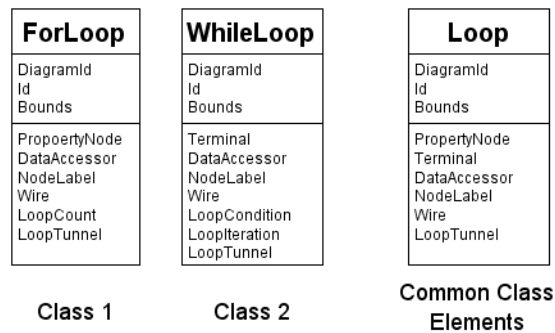 ForLoop
DiagramId
Id
Bounds
PropoertyNode
DataAccessor
NodeLabel
Wire
LoopCount
LoopTunnel
Class 1
WhileLoop
DiagramId
Id
Bounds
Terminal
DataAccessor
NodeLabel
Wire
LoopCondition
LoopIteration
LoopTunnel
Class 2
Loop
DiagramId
Id
Bounds
PropertyNode
Terminal
DataAccessor
NodeLabel
Wire
LoopTunnel
Common Class
Elements